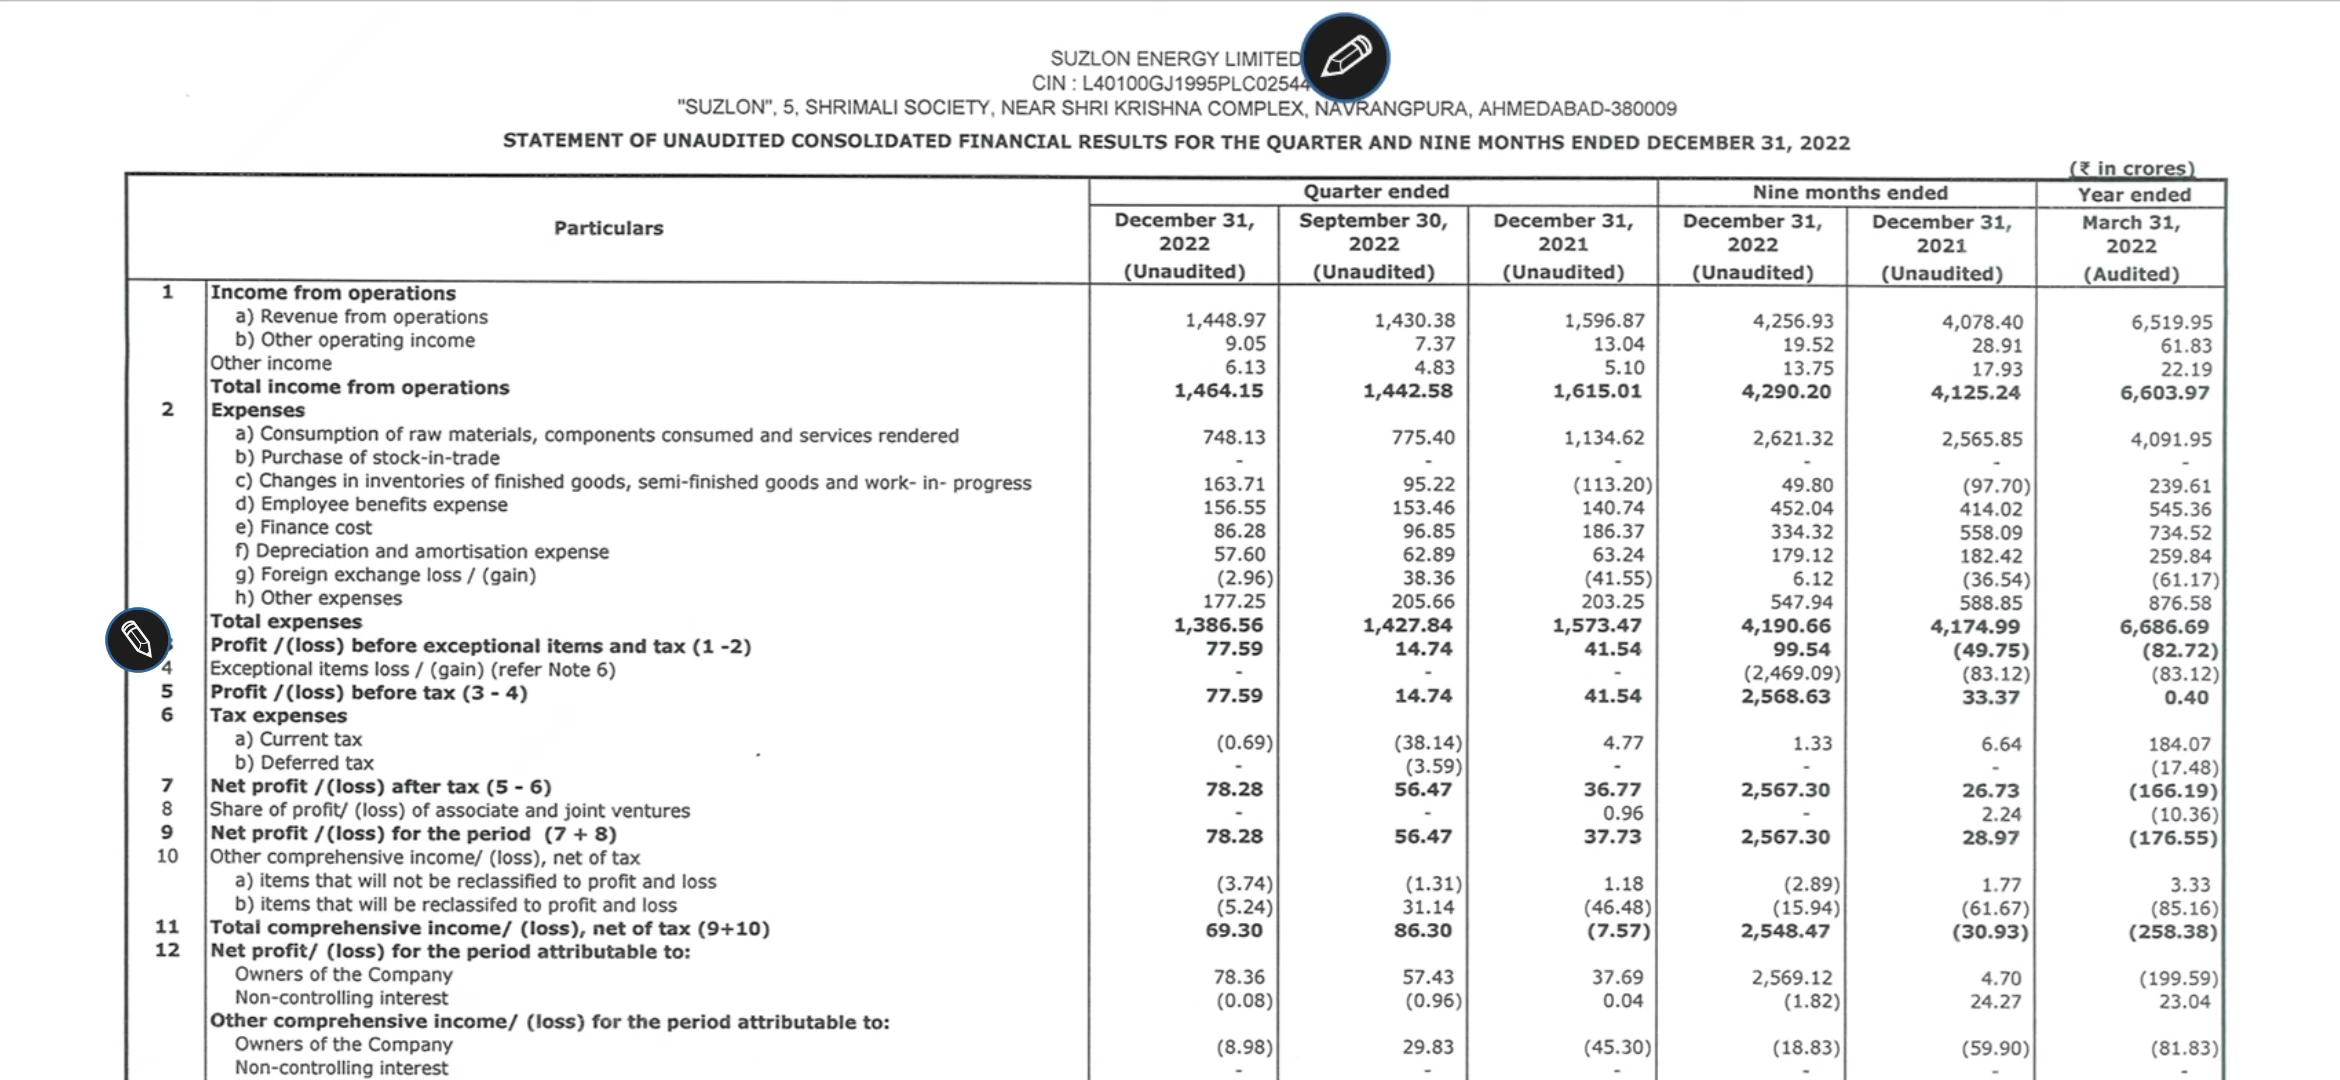 SUZLON ENERGY LIMITED
CIN : L40100GJ1995PLC02544
"SUZLON", 5, SHRIMALI SOCIETY, NEAR SHRI KRISHNA COMPLEX, NAVRANGPURA, AHMEDABAD-380009
STATEMENT OF UNAUDITED CONSOLIDATED FINANCIAL RESULTS FOR THE QUARTER AND NINE MONTHS ENDED DECEMBER 31, 2022
(₹ in crores)
Particulars Quarter ended Nine months ended Year ended
December 31, September 30, December 31, December 31, December 31, March 31,
2022 2022 2021 2022 2021 2022
(Unaudited) (Unaudited) (Unaudited) (Unaudited) (Unaudited) (Audited)
1 Income from operations
a) Revenue from operations 1,448.97 1,430.38 1,596.87 4,256.93 4,078.40 6,519.95
b) Other operating income 9.05 7.37 13.04 19.52 28.91 61.83
Other income 6.13 4.83 5.10 13.75 17.93 22.19
Total income from operations 1,464.15 1,442.58 1,615.01 4,290.20 4,125.24 6,603.97
2 Expenses
a) Consumption of raw materials, components consumed and services rendered 748.13 775.40 1,134.62 2,621.32 2,565.85 4,091.95
b) Purchase of stock-in-trade - - - - - -
c) Changes in inventories of finished goods, semi-finished goods and work- in- progress 163.71 95.22 (113.20) 49.80 (97.70) 239.61
d) Employee benefits expense 156.55 153.46 140.74 452.04 414.02 545.36
e) Finance cost 86.28 96.85 186.37 334.32 558.09 734.52
f) Depreciation and amortisation expense 57.60 62.89 63.24 179.12 182.42 259.84
g) Foreign exchange loss / (gain) (2.96) 38.36 (41.55) 6.12 (36.54) (61.17)
h) Other expenses 177.25 205.66 203.25 547.94 588.85 876.58
Total expenses 1,386.56 1,427.84 1,573.47 4,190.66 4,174.99 6,686.69
Profit /(loss) before exceptional items and tax (1 -2) 77.59 14.74 41.54 99.54 (49.75) (82.72)
4 Exceptional items loss / (gain) (refer Note 6) - - - (2,469.09) (83.12) (83.12)
5 Profit /(loss) before tax (3 - 4) 77.59 14.74 41.54 2,568.63 33.37 0.40
6 Tax expenses
a) Current tax (0.69) (38.14) 4.77 1.33 6.64 184.07
b) Deferred tax - (3.59) - - - (17.48)
7 Net profit /(loss) after tax (5 - 6) 78.28 56.47 36.77 2,567.30 26.73 (166.19)
8 Share of profit/ (loss) of associate and joint ventures - - 0.96 - 2.24 (10.36)
9 Net profit /(loss) for the period (7 + 8) 78.28 56.47 37.73 2,567.30 28.97 (176.55)
10 Other comprehensive income/ (loss), net of tax
a) items that will not be reclassified to profit and loss (3.74) (1.31) 1.18 (2.89) 1.77 3.33
b) items that will be reclassifed to profit and loss (5.24) 31.14 (46.48) (15.94) (61.67) (85.16)
11 Total comprehensive income/ (loss), net of tax (9+10) 69.30 86.30 (7.57) 2,548.47 (30.93) (258.38)
12 Net profit/ (loss) for the period attributable to:
Owners of the Company 78.36 57.43 37.69 2,569.12 4.70 (199.59)
Non-controlling interest (0.08) (0.96) 0.04 (1.82) 24.27 23.04
Other comprehensive income/ (loss) for the period attributable to:
Owners of the Company (8.98) 29.83 (45.30) (18.83) (59.90) (81.83)
Non-controlling interest - - - - - -